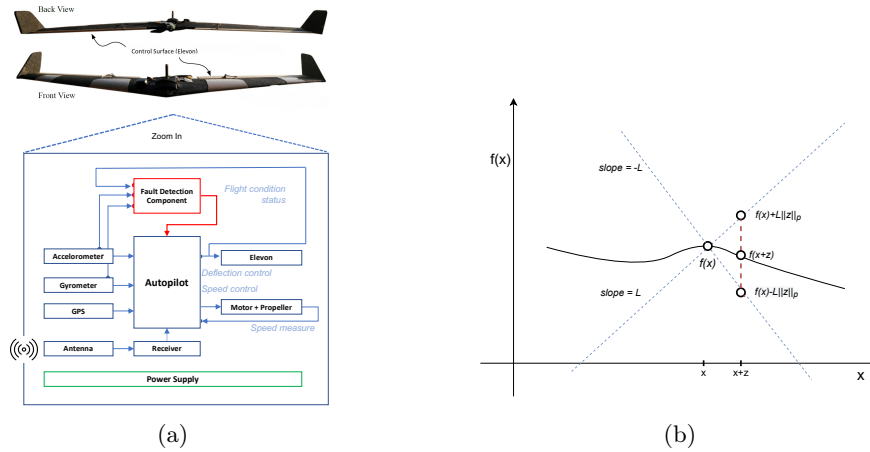 Back View
Control Surface (Elevon)
Front View
Zoom In
Fault Detection
Component
Flight condition
status
Accelorometer
Gyrometer
GPS
Antenna
Autopilot
Receiver
Elevon
Deflection control
Speed control
Motor + Propeller
Speed measure
Power Supply
(a)
f(x)
slope = -L
slope = L
f(x)
f(x)+L||z||p
f(x+z)
f(x)-L||z||p
x
x+z
x
(b)